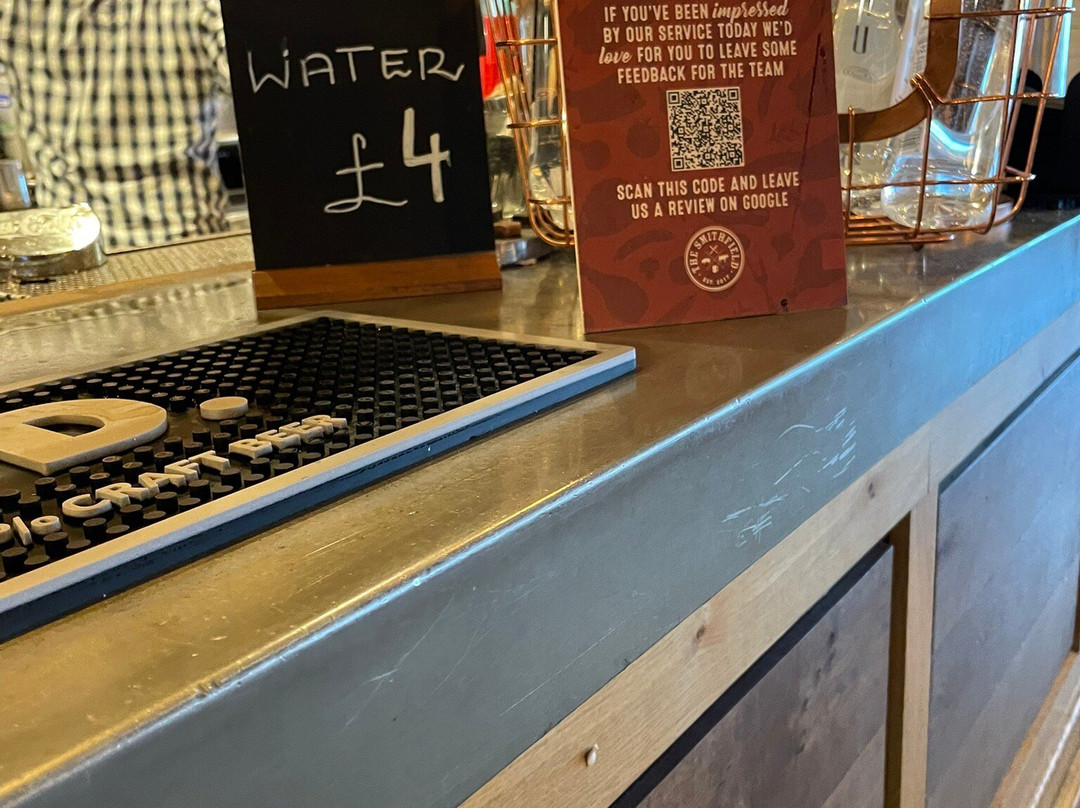 WATER
£4
IF YOU'VE BEEN impressed
BY OUR SERVICE TODAY WE'D
love FOR YOU TO LEAVE SOME
FEEDBACK FOR THE TEAM
SCAN THIS CODE AND LEAVE
US A REVIEW ON GOOGLE
THE SMITHFIELD
D
CRAFT BEER